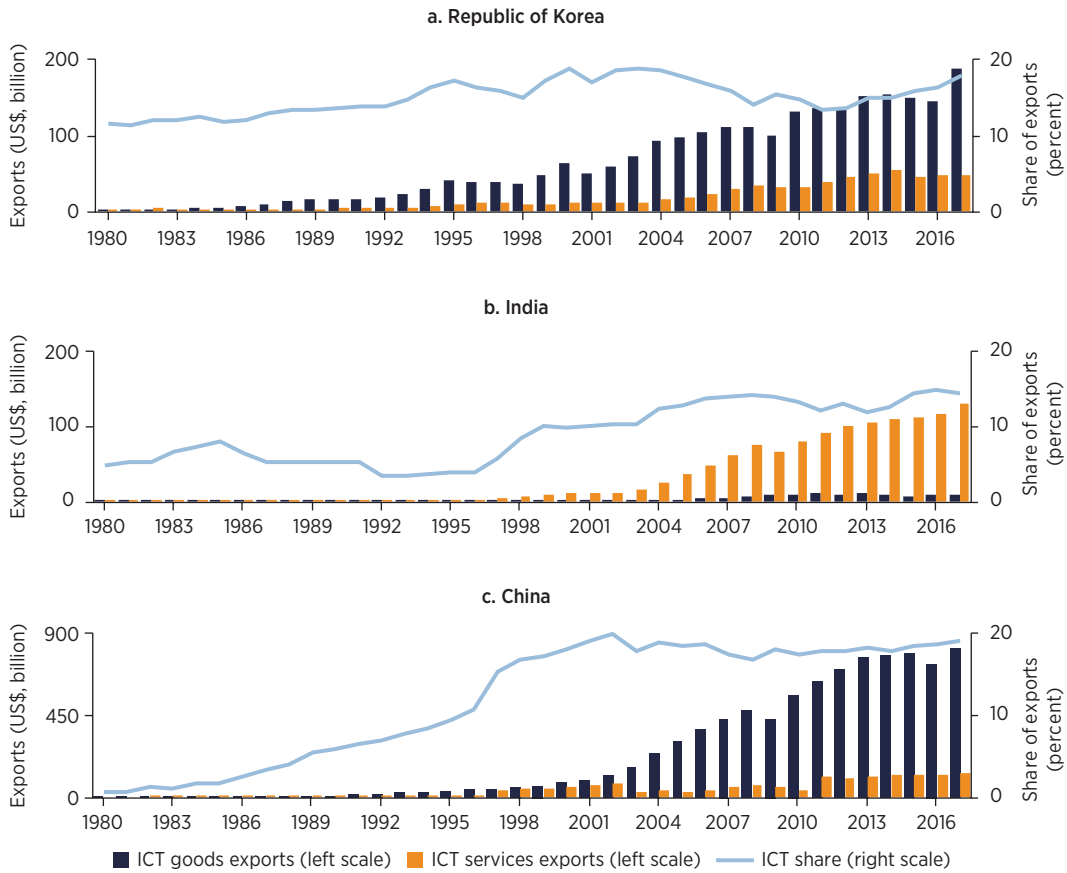 a. Republic of Korea
Exports (US$, billion)
200
100
0
20
10
0
Share of exports
(percent)
1980 1983 1986 1989 1992 1995 1998 2001 2004 2007 2010 2013 2016
b. India
Exports (US$, billion)
200
100
0
20
10
0
Share of exports
(percent)
1980 1983 1986 1989 1992 1995 1998 2001 2004 2007 2010 2013 2016
c. China
Exports (US$, billion)
900
450
0
20
10
0
Share of exports
(percent)
1980 1983 1986 1989 1992 1995 1998 2001 2004 2007 2010 2013 2016
ICT goods exports (left scale) ICT services exports (left scale) ICT share (right scale)